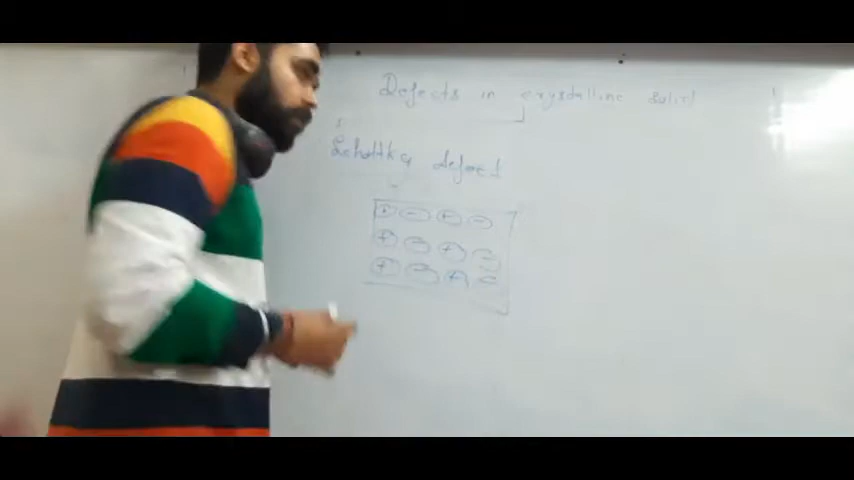 Defects in crystalline solid
Schottky defect
+ - + -
+ - + -
+ - + -